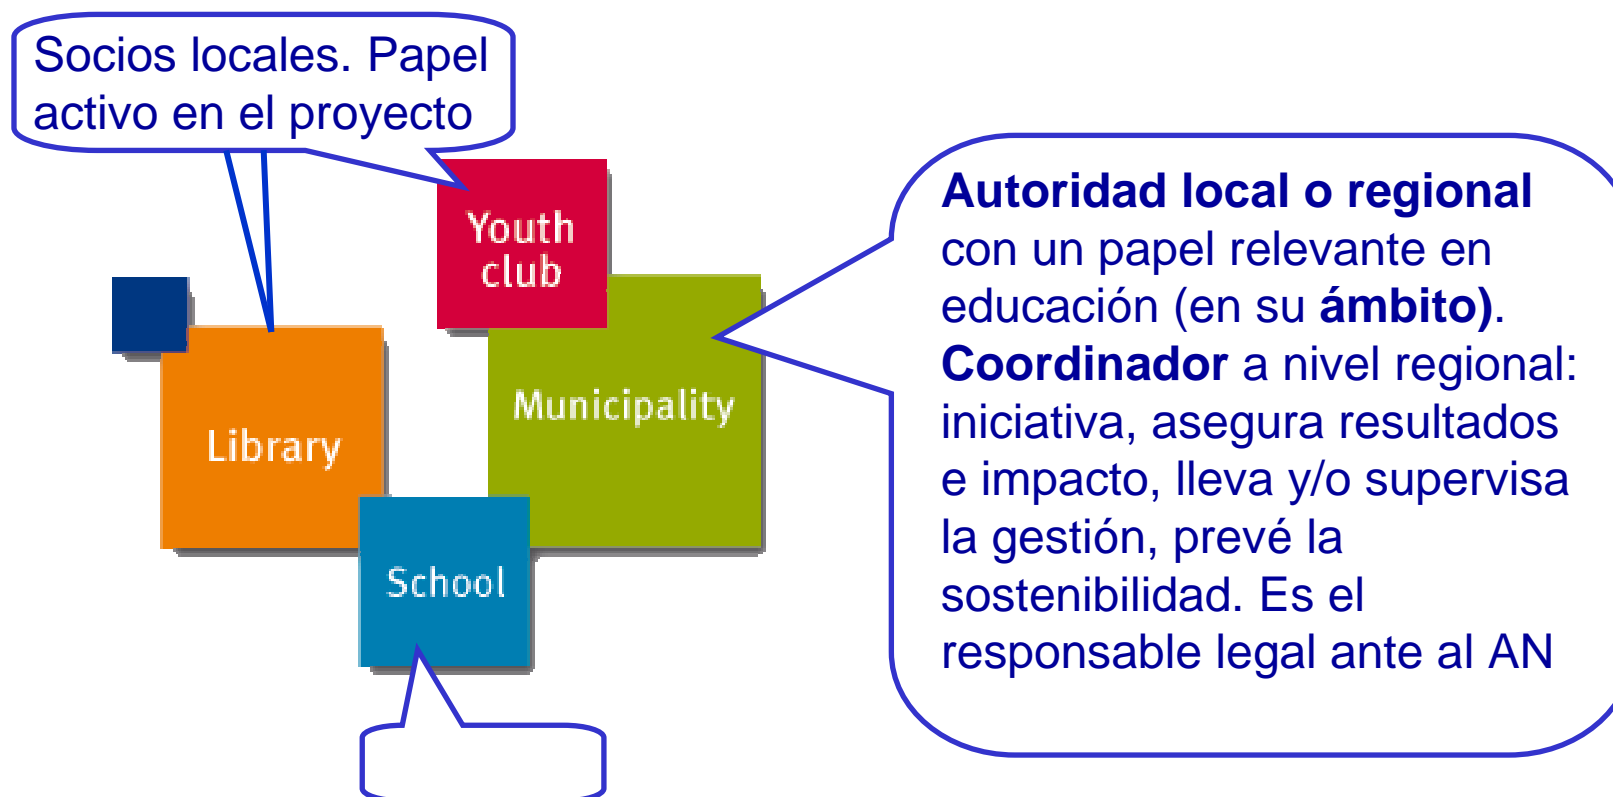 Socios locales. Papel
activo en el proyecto
Youth
club
Municipality
Library
School
Autoridad local o regional
con un papel relevante en
educación (en su ámbito).
Coordinador a nivel regional:
iniciativa, asegura resultados
e impacto, lleva y/o supervisa
la gestión, prevé la
sostenibilidad. Es el
responsable legal ante al AN